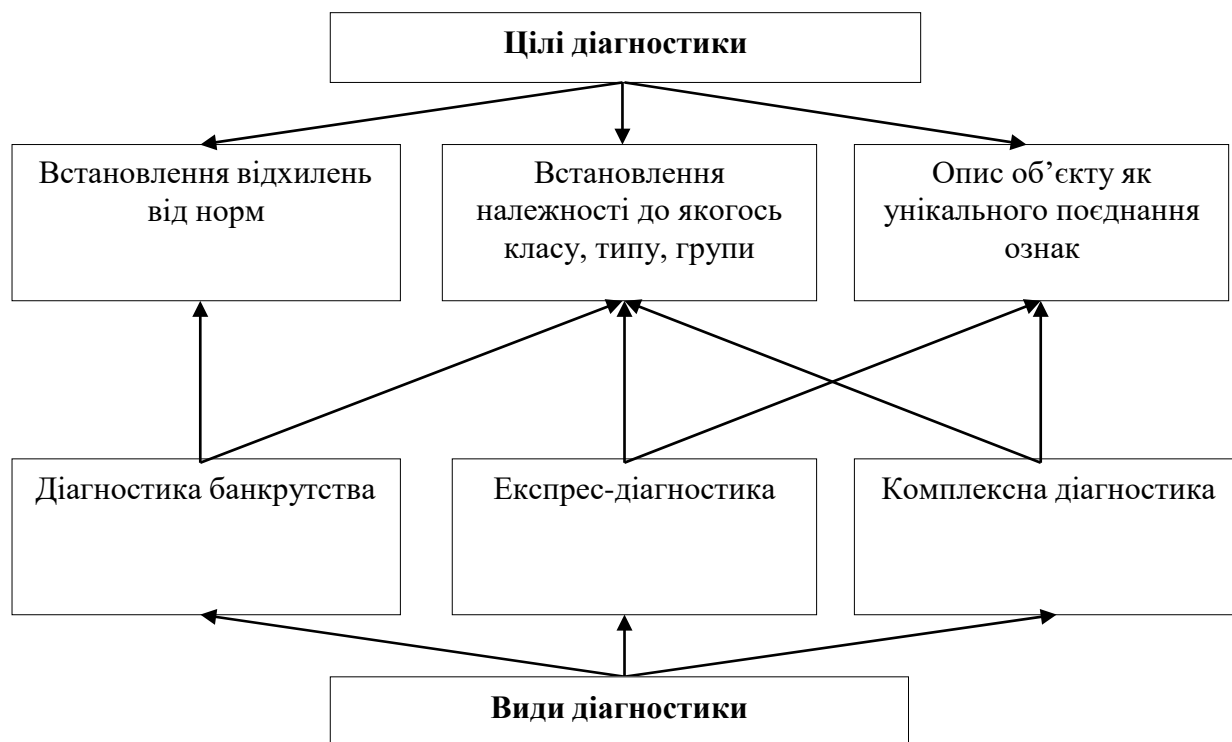 Цілі діагностики
Встановлення відхилень
від норм
Встановлення
належності до якогось
класу, типу, групи
Опис об’єкту як
унікального поєднання
ознак
Діагностика банкрутства
Експрес-діагностика
Комплексна діагностика
Види діагностики